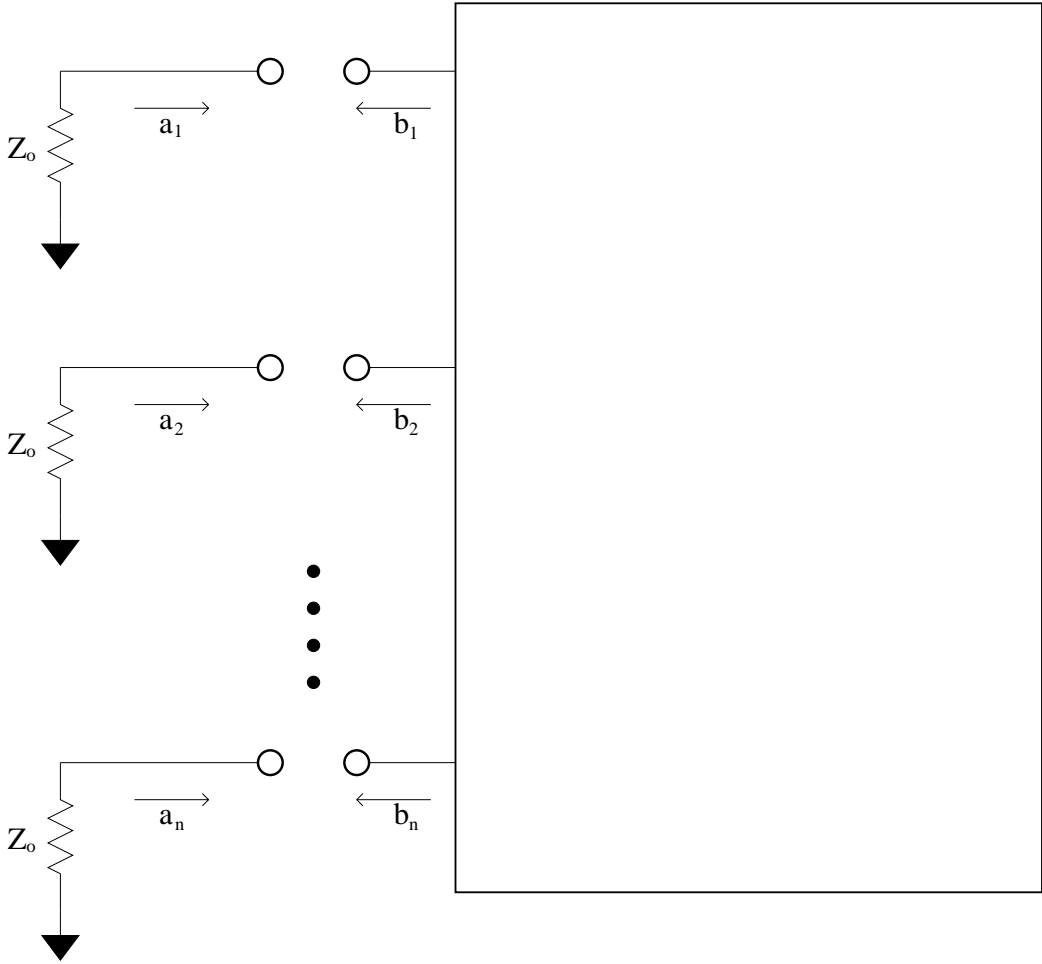 a₁ b₁
Zₒ
a₂ b₂
Zₒ
aₙ bₙ
Zₒ